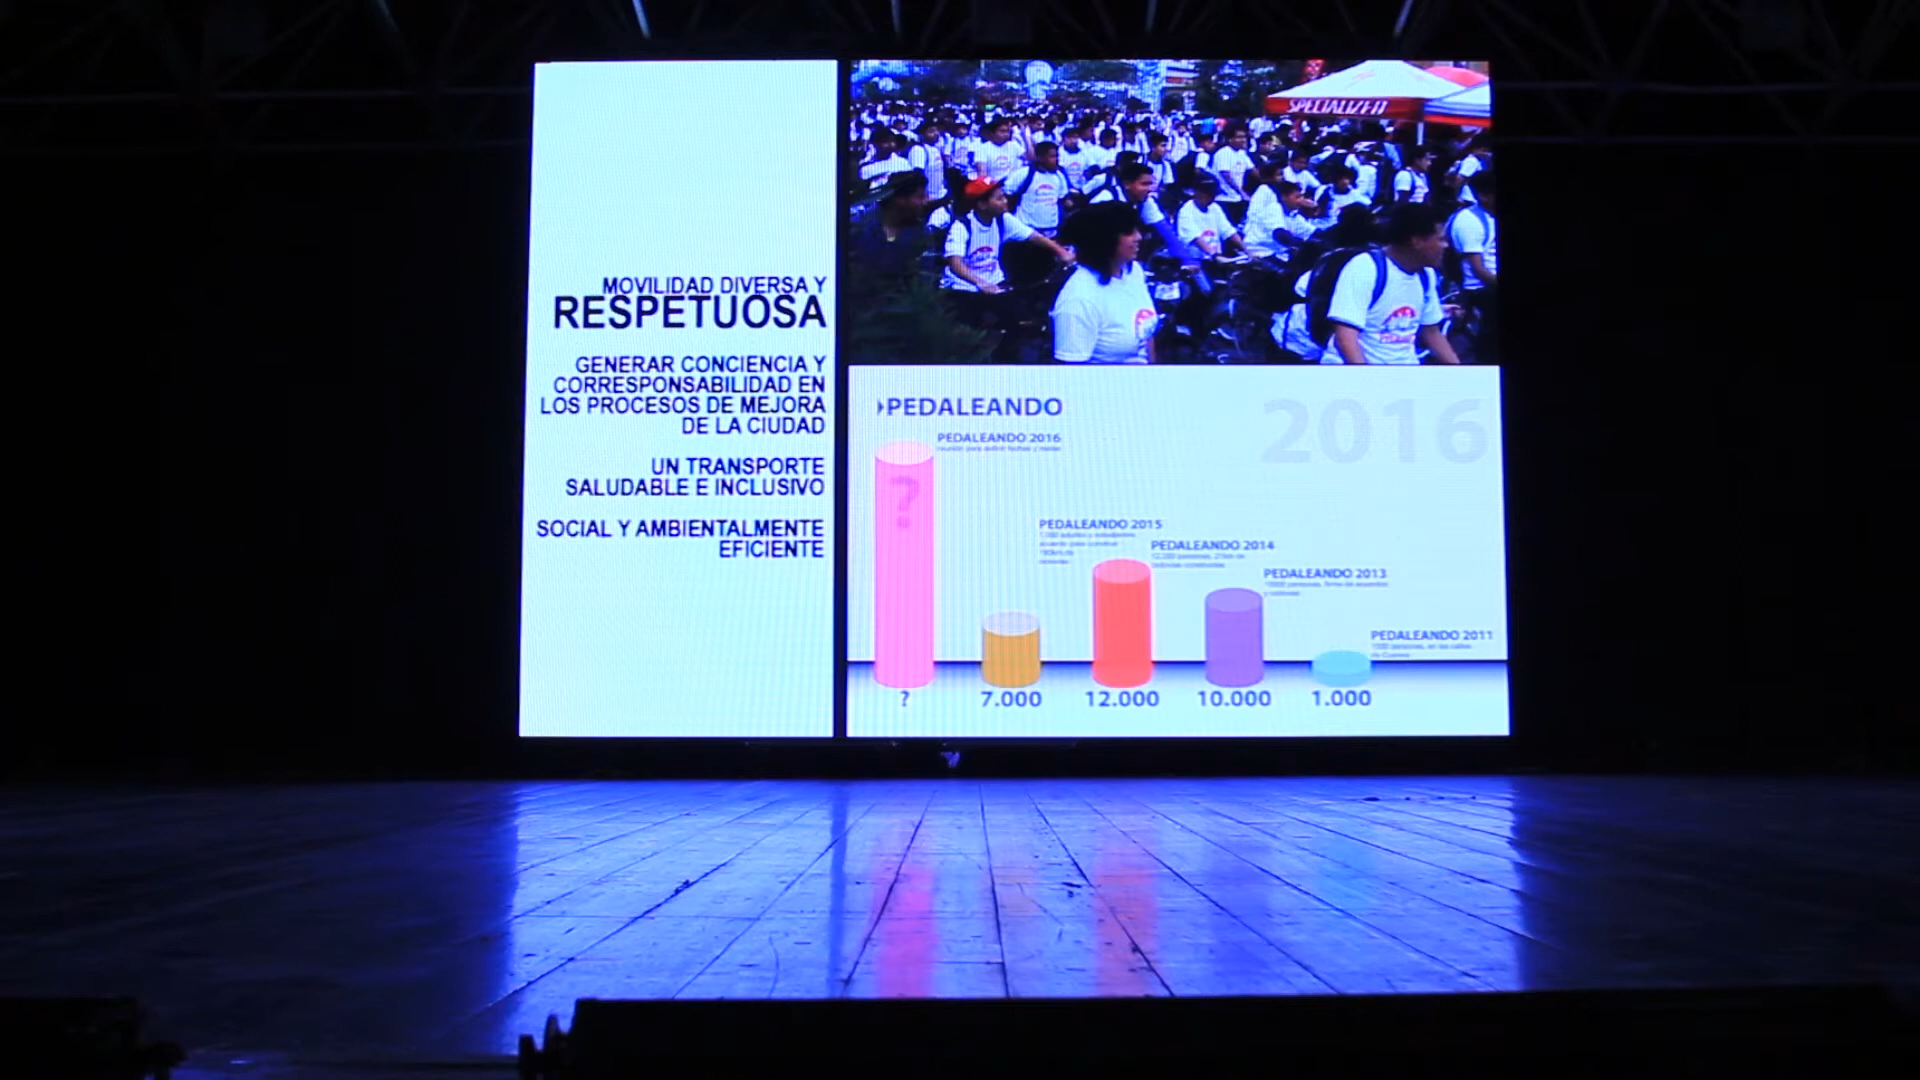 MOVILIDAD DIVERSA Y
RESPETUOSA
GENERAR CONCIENCIA Y
CORRESPONSABILIDAD EN
LOS PROCESOS DE MEJORA
DE LA CIUDAD
UN TRANSPORTE
SALUDABLE E INCLUSIVO
SOCIAL Y AMBIENTALMENTE
EFICIENTE
SPECIALIZED
PEDALEANDO
2016
PEDALEANDO 2016
?
PEDALEANDO 2015
PEDALEANDO 2014
PEDALEANDO 2013
PEDALEANDO 2011
? 7.000 12.000 10.000 1.000